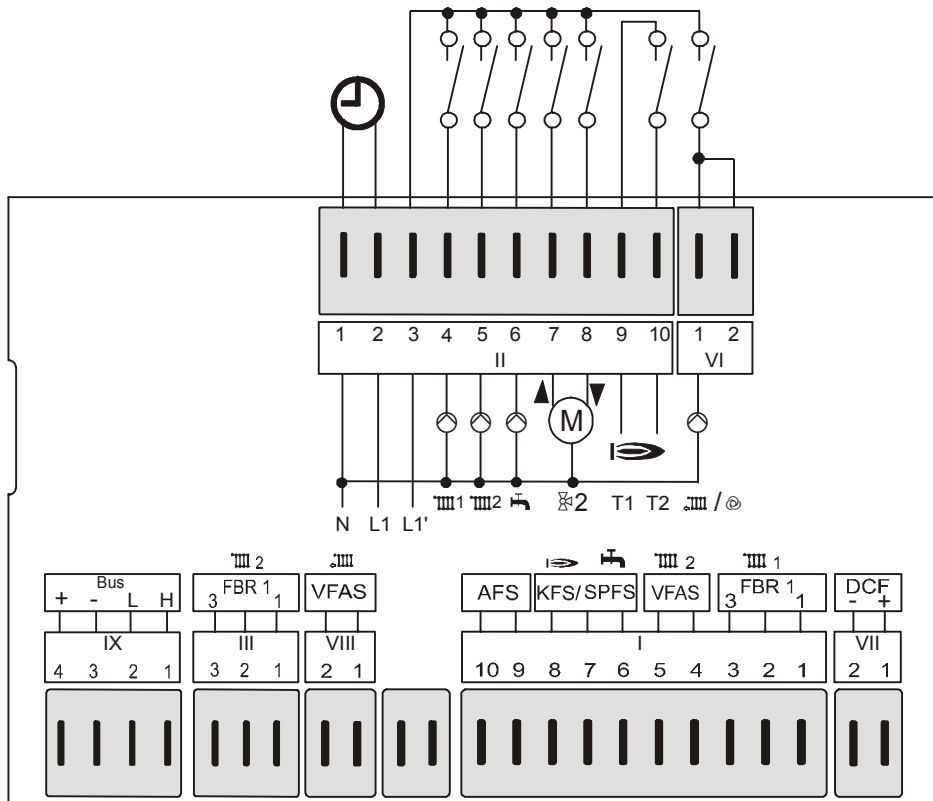 1 2 3 4 5 6 7 8 9 10 1 2
II VI
M
1 2 2 T1 T2 /
N L1 L1'
2 2 1
Bus FBR 1 VFAS AFS KFS/ SPFS VFAS FBR 1 DCF
+ - L H 3 1 3 1 - +
IX III VIII I VII
4 3 2 1 3 2 1 2 1 10 9 8 7 6 5 4 3 2 1 2 1